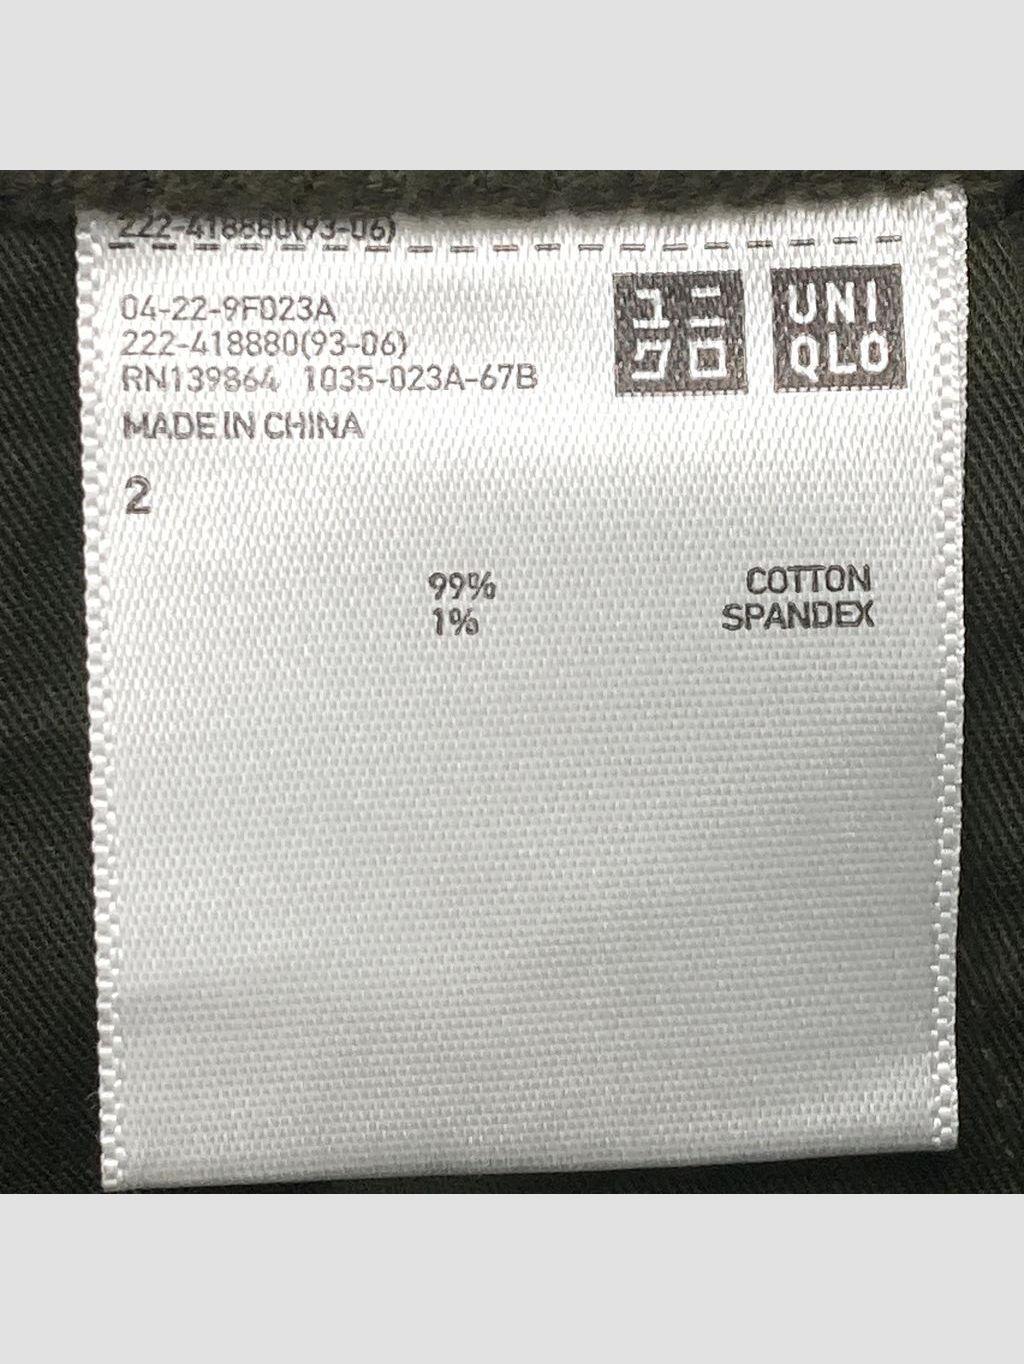 222-418880(93-06)
04-22-9F023A
222-418880(93-06)
RN139864 1035-023A-67B
MADE IN CHINA
ユニ
クロ
UNI
QLO
2
99% COTTON
1% SPANDEX